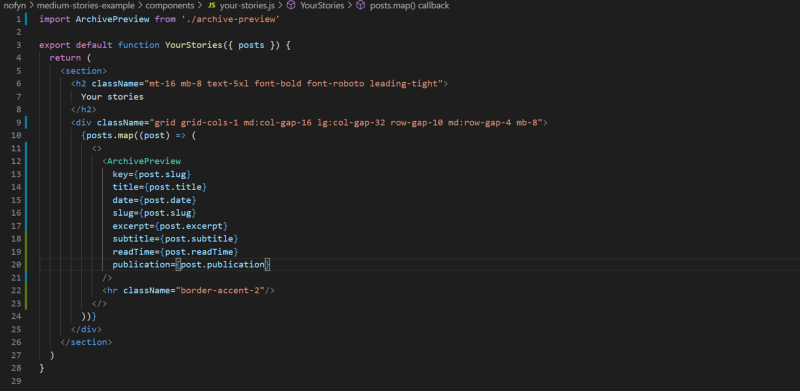 nofyn > medium-stories-example > components > JS your-stories.js > YourStories > posts.map() callback
1 import ArchivePreview from './archive-preview'
2
3 export default function YourStories({ posts }) {
4 return (
5 <section>
6 <h2 className="mt-16 mb-8 text-5xl font-bold font-roboto leading-tight">
7 Your stories
8 </h2>
9 <div className="grid grid-cols-1 md:col-gap-16 lg:col-gap-32 row-gap-10 md:row-gap-4 mb-8">
10 {posts.map((post) => (
11 <>
12 <ArchivePreview
13 key={post.slug}
14 title={post.title}
15 date={post.date}
16 slug={post.slug}
17 excerpt={post.excerpt}
18 subtitle={post.subtitle}
19 readTime={post.readTime}
20 publication={post.publication}
21 />
22 <hr className="border-accent-2"/>
23 </>
24 ))}
25 </div>
26 </section>
27 )
28 }
29